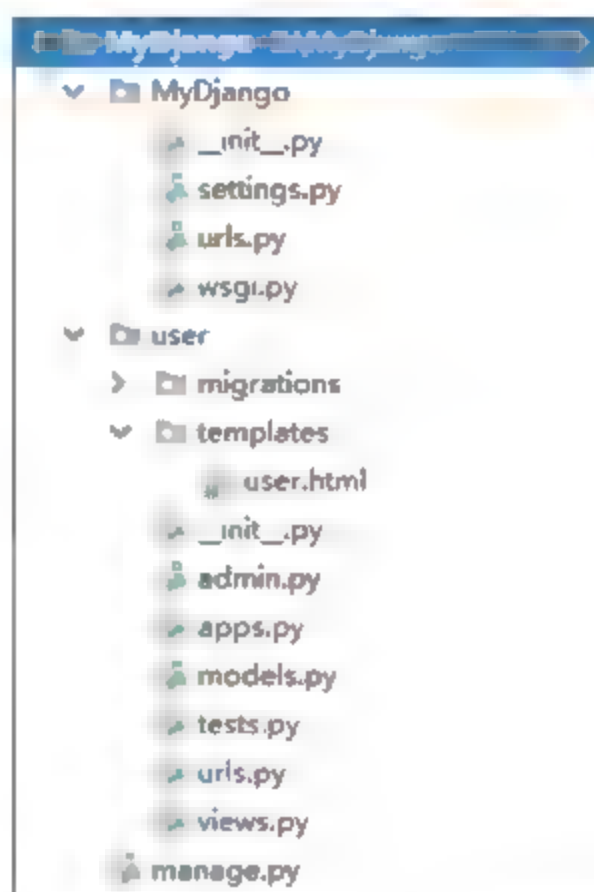 MyDjango
MyDjango
__init__.py
settings.py
urls.py
wsgi.py
user
migrations
templates
user.html
__init__.py
admin.py
apps.py
models.py
tests.py
urls.py
views.py
manage.py